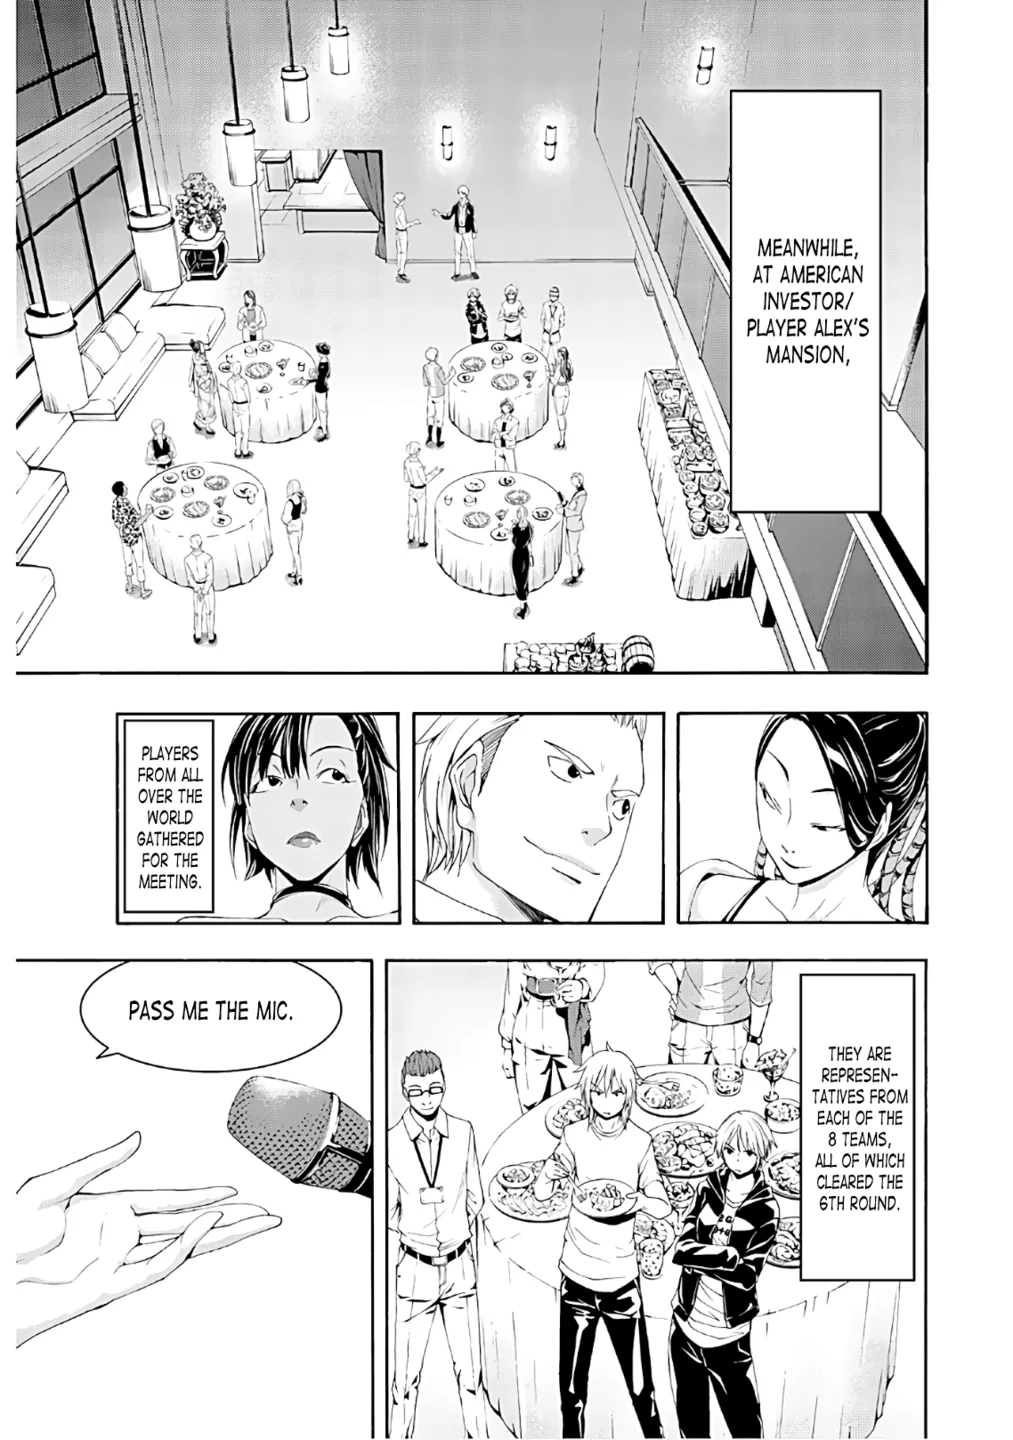 MEANWHILE,
AT AMERICAN
INVESTOR/
PLAYER ALEX'S
MANSION,
PLAYERS
FROM ALL
OVER THE
WORLD
GATHERED
FOR THE
MEETING.
THEY ARE
REPRESEN-
TATIVES FROM
EACH OF THE
8 TEAMS,
ALL OF WHICH
CLEARED THE
6TH ROUND.
PASS ME THE MIC.